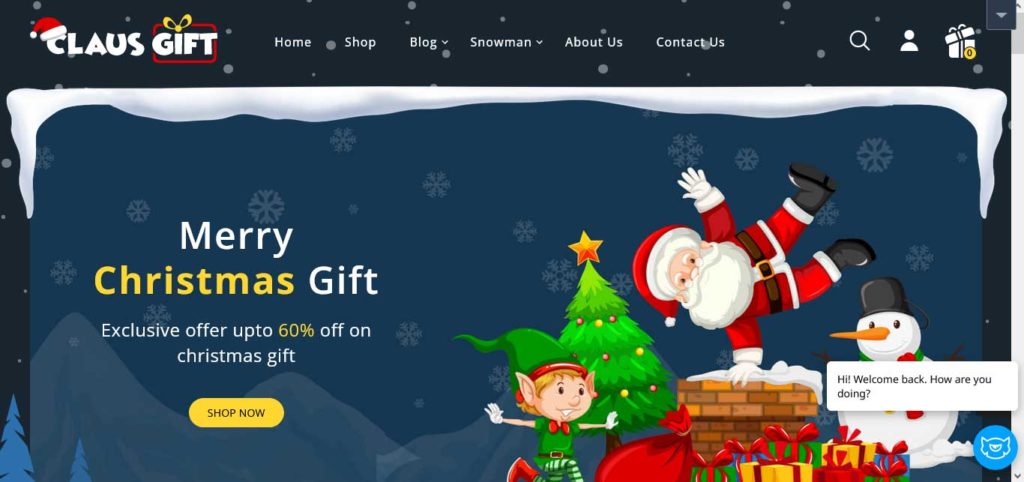 CLAUS GIFT
Home Shop Blog Snowman About Us Contact Us
0
Merry
Christmas Gift
Exclusive offer upto 60% off on
christmas gift
SHOP NOW
Hi! Welcome back. How are you
doing?